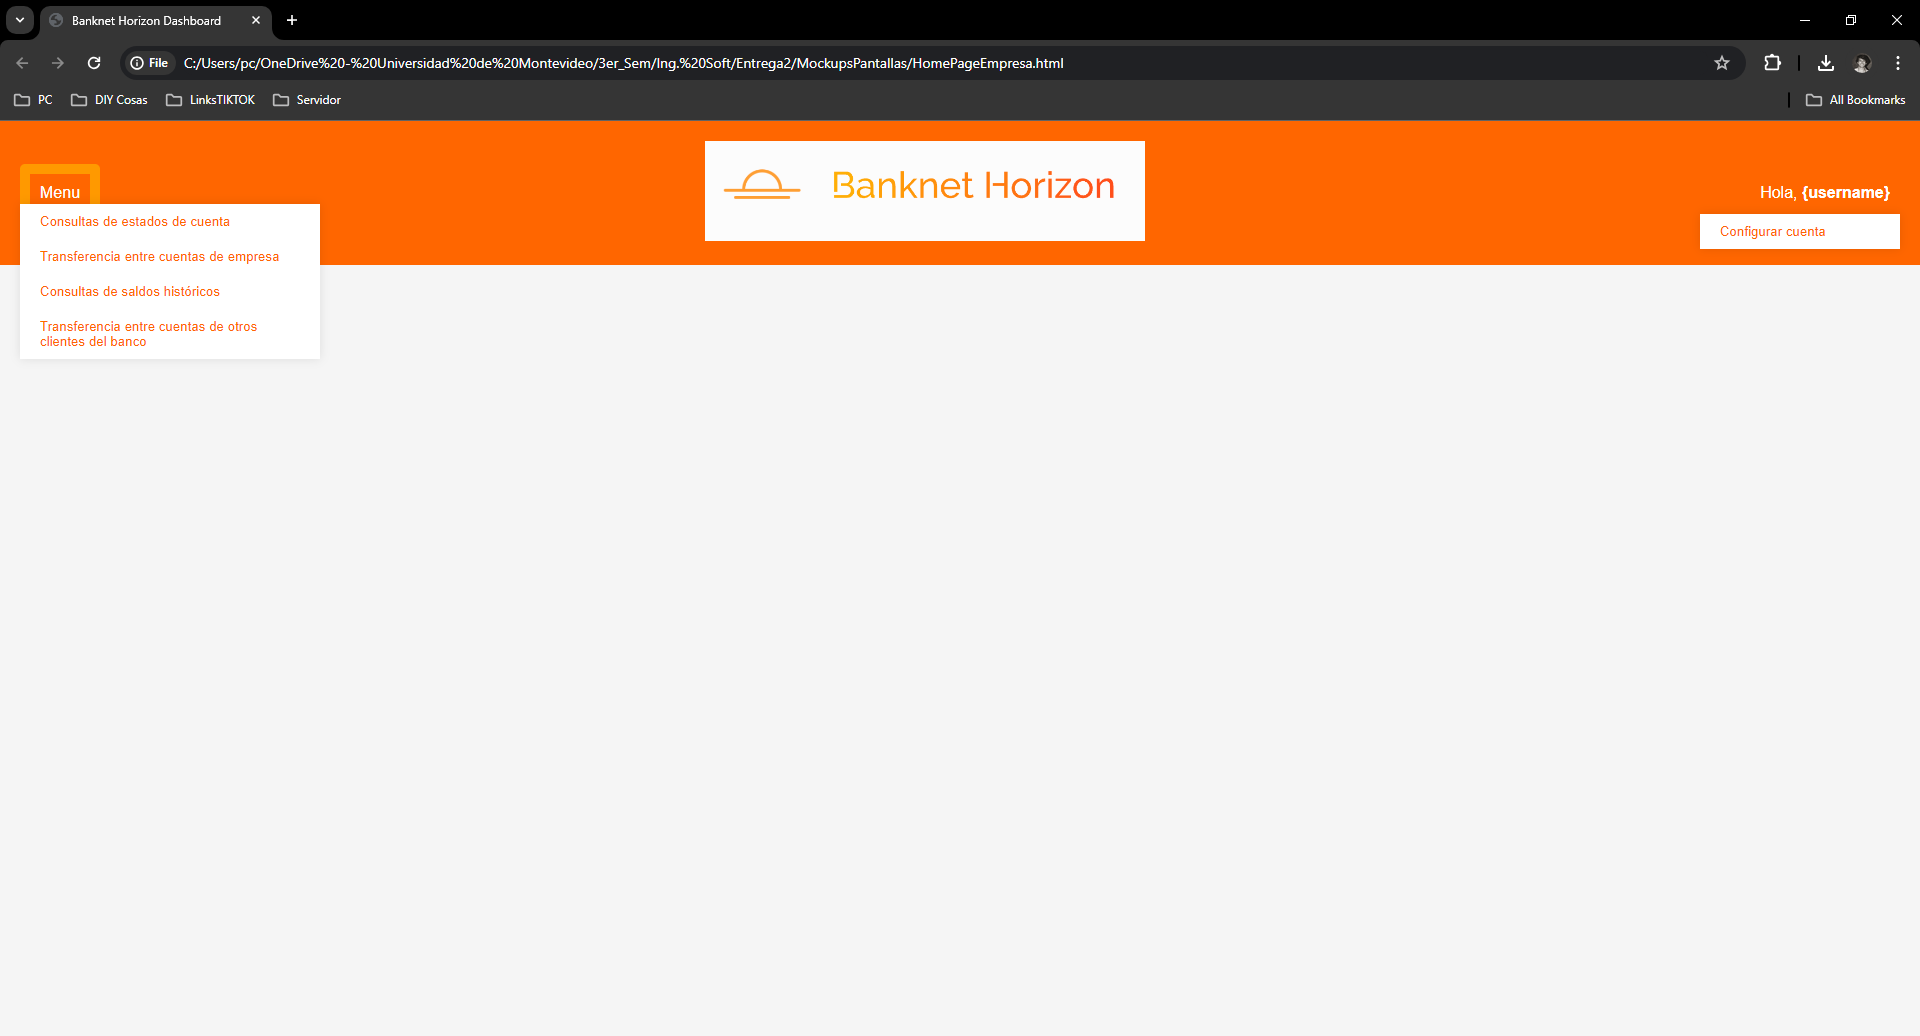 Banknet Horizon Dashboard
File C:/Users/pc/OneDrive%20-%20Universidad%20de%20Montevideo/3er_Sem/Ing.%20Soft/Entrega2/MockupsPantallas/HomePageEmpresa.html
PC DIY Cosas LinksTIKTOK Servidor All Bookmarks
Banknet Horizon
Menu
Hola, {username}
Consultas de estados de cuenta
Configurar cuenta
Transferencia entre cuentas de empresa
Consultas de saldos históricos
Transferencia entre cuentas de otros
clientes del banco